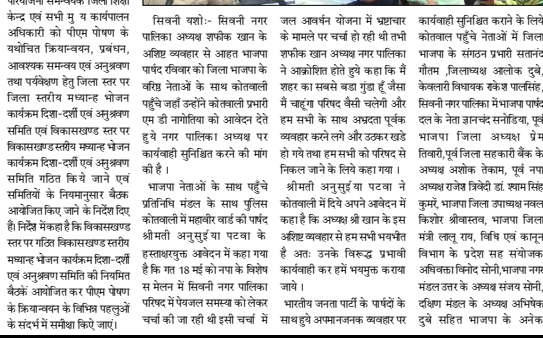 परियोजना समन्वयक जिला शिक्षा
केन्द्र एवं सभी मु य कार्यपालन
अधिकारी को पीएम पोषण के
यथोचित क्रियान्वयन, प्रबंधन,
आवश्यक समन्वय एवं अनुश्रवण
तथा पर्यवेक्षण हेतु जिला स्तर पर
जिला स्तरीय मध्यान्ह भोजन
कार्यक्रम दिशा-दर्शी एवं अनुश्रवण
समिति एवं विकासखण्ड स्तर पर
विकासखण्डस्तरीय मध्यान्ह भोजन
कार्यक्रम दिशा-दर्शी एवं अनुश्रवण
समिति गठित किये जाने एवं
समितियों के नियमानुसार बैठक
आयोजित किए जाने के निर्देश दिए
हैं। निर्देश में कहा है कि विकासखण्ड
स्तर पर गठित विकासखण्ड स्तरीय
मध्यान्ह भोजन कार्यक्रम दिशा-दर्शी
एवं अनुश्रवण समिति की नियमित
बैठकें आयोजित कर पीएम पोषण
के क्रियान्वयन के विभिन्न पहलुओं
के संदर्भ में समीक्षा किऐ जाएं।
सिवनी यशो:- सिवनी नगर
पालिका अध्यक्ष शफीक खान के
अशिष्ट व्यवहार से आहत भाजपा
पार्षद रविवार को जिला भाजपा के
वरिष्ठ नेताओं के साथ कोतवाली
पहुँचे जहाँ उन्होंने कोतवाली प्रभारी
एम डी नागोतिया को आवेदन देते
हुये नगर पालिका अध्यक्ष पर
कार्यवाही सुनिश्चित करने की मांग
की है ।
भाजपा नेताओं के साथ पहुँचे
प्रतिनिधि मंडल के साथ पुलिस
कोतवाली में महावीर वार्ड की पार्षद
श्रीमती अनुसुईया पटवा के
हस्ताक्षरयुक्त आवेदन में कहा गया
है कि गत 18 मई को नपा के विशेष
स मेलन में सिवनी नगर पालिका
परिषद में पेयजल समस्या को लेकर
चर्चा की जा रही थी इसी चर्चा में
जल आवर्धन योजना में भ्रष्टाचार
के मामले पर चर्चा हो रही थी तभी
शफीक खान अध्यक्ष नगर पालिका
ने आक्रोशित होते हुये कहा कि मैं
शहर का सबसे बडा गुंडा हूँ जैसा
मैं चाहूंगा परिषद वैसी चलेगी और
हम सभी के साथ अभद्रता पूर्वक
व्यवहार करने लगे और उठकर खडे
हो गये तथा हम सभी को परिषद से
निकल जाने के लिये कहा गया ।
श्रीमती अनुसुईया पटवा ने
कोतवाली में दिये अपने आवेदन में
कहा है कि अध्यक्ष श्री खान के इस
अशिष्ट व्यवहार से हम सभी भयभीत
है अतः उनके विरूद्ध प्रभावी
कार्यवाही कर हमें भयमुक्त कराया
जाये ।
भारतीय जनता पार्टी के पार्षदों के
साथ हुये अपमानजनक व्यवहार पर
कार्यवाही सुनिश्चित कराने के लिये
कोतवाल पहुँचे नेताओं में जिला
भाजपा के संगठन प्रभारी सतानंद
गौतम ,जिलाध्यक्ष आलोक दुबे,
केवलारी विधायक राकेश पालसिंह,
सिवनी नगर पालिका में भाजपा पार्षद
दल के नेता ज्ञानचंद सनोडिया, पूर्व
भाजपा जिला अध्यक्ष प्रेम
तिवारी,पूर्व जिला सहकारी बैंक के
अध्यक्ष अशोक तेकाम, पूर्व नपा
अध्यक्ष राजेश त्रिवेदी डां. श्याम सिंह
कुमरे, भाजपा जिला उपाध्यक्ष नवल
किशोर श्रीवास्तव, भाजपा जिला
मंत्री लालू राय, विधि एवं कानून
विभाग के प्रदेश सह संयोजक
अधिवक्ता विनोद सोनी,भाजपा नगर
मंडल उत्तर के अध्यक्ष संजय सोनी,
दक्षिण मंडल के अध्यक्ष अभिषेक
दुबे सहित भाजपा के अनेक